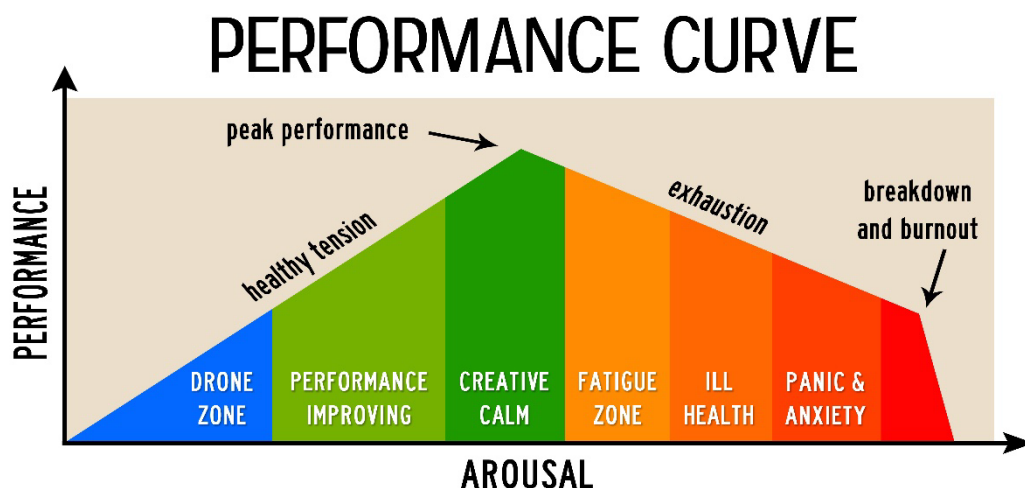 PERFORMANCE CURVE
peak performance
healthy tension
exhaustion
breakdown
and burnout
PERFORMANCE
DRONE
ZONE
PERFORMANCE
IMPROVING
CREATIVE
CALM
FATIGUE
ZONE
ILL
HEALTH
PANIC &
ANXIETY
AROUSAL